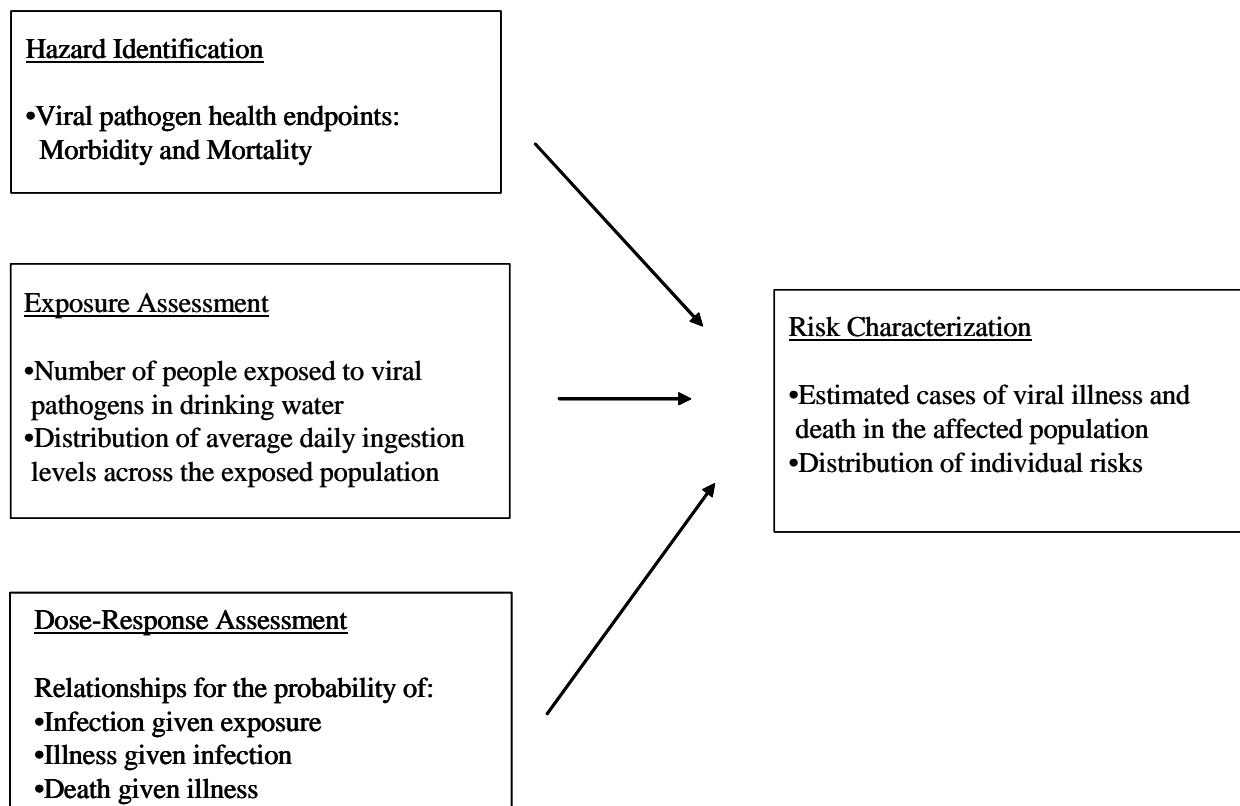 Hazard Identification
•Viral pathogen health endpoints:
Morbidity and Mortality
Exposure Assessment
•Number of people exposed to viral
pathogens in drinking water
•Distribution of average daily ingestion
levels across the exposed population
Dose-Response Assessment
Relationships for the probability of:
•Infection given exposure
•Illness given infection
•Death given illness
Risk Characterization
•Estimated cases of viral illness and
death in the affected population
•Distribution of individual risks